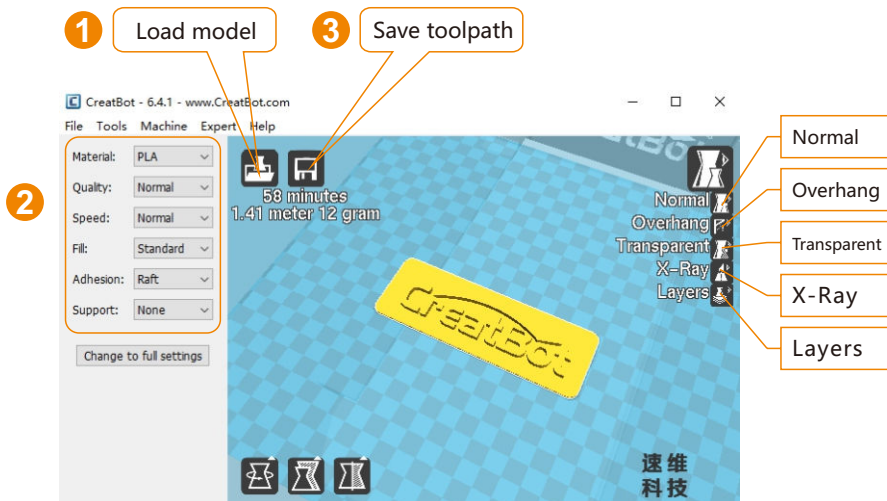 1 Load model
3 Save toolpath
CreatBot - 6.4.1 - www.CreatBot.com
File Tools Machine Expert Help
2
Material: PLA
Quality: Normal
Speed: Normal
Fill: Standard
Adhesion: Raft
Support: None
Change to full settings
58 minutes
1.41 meter 12 gram
Normal
Overhang
Transparent
X-Ray
Layers
Normal
Overhang
Transparent
X-Ray
Layers
CreatBot
速维
科技